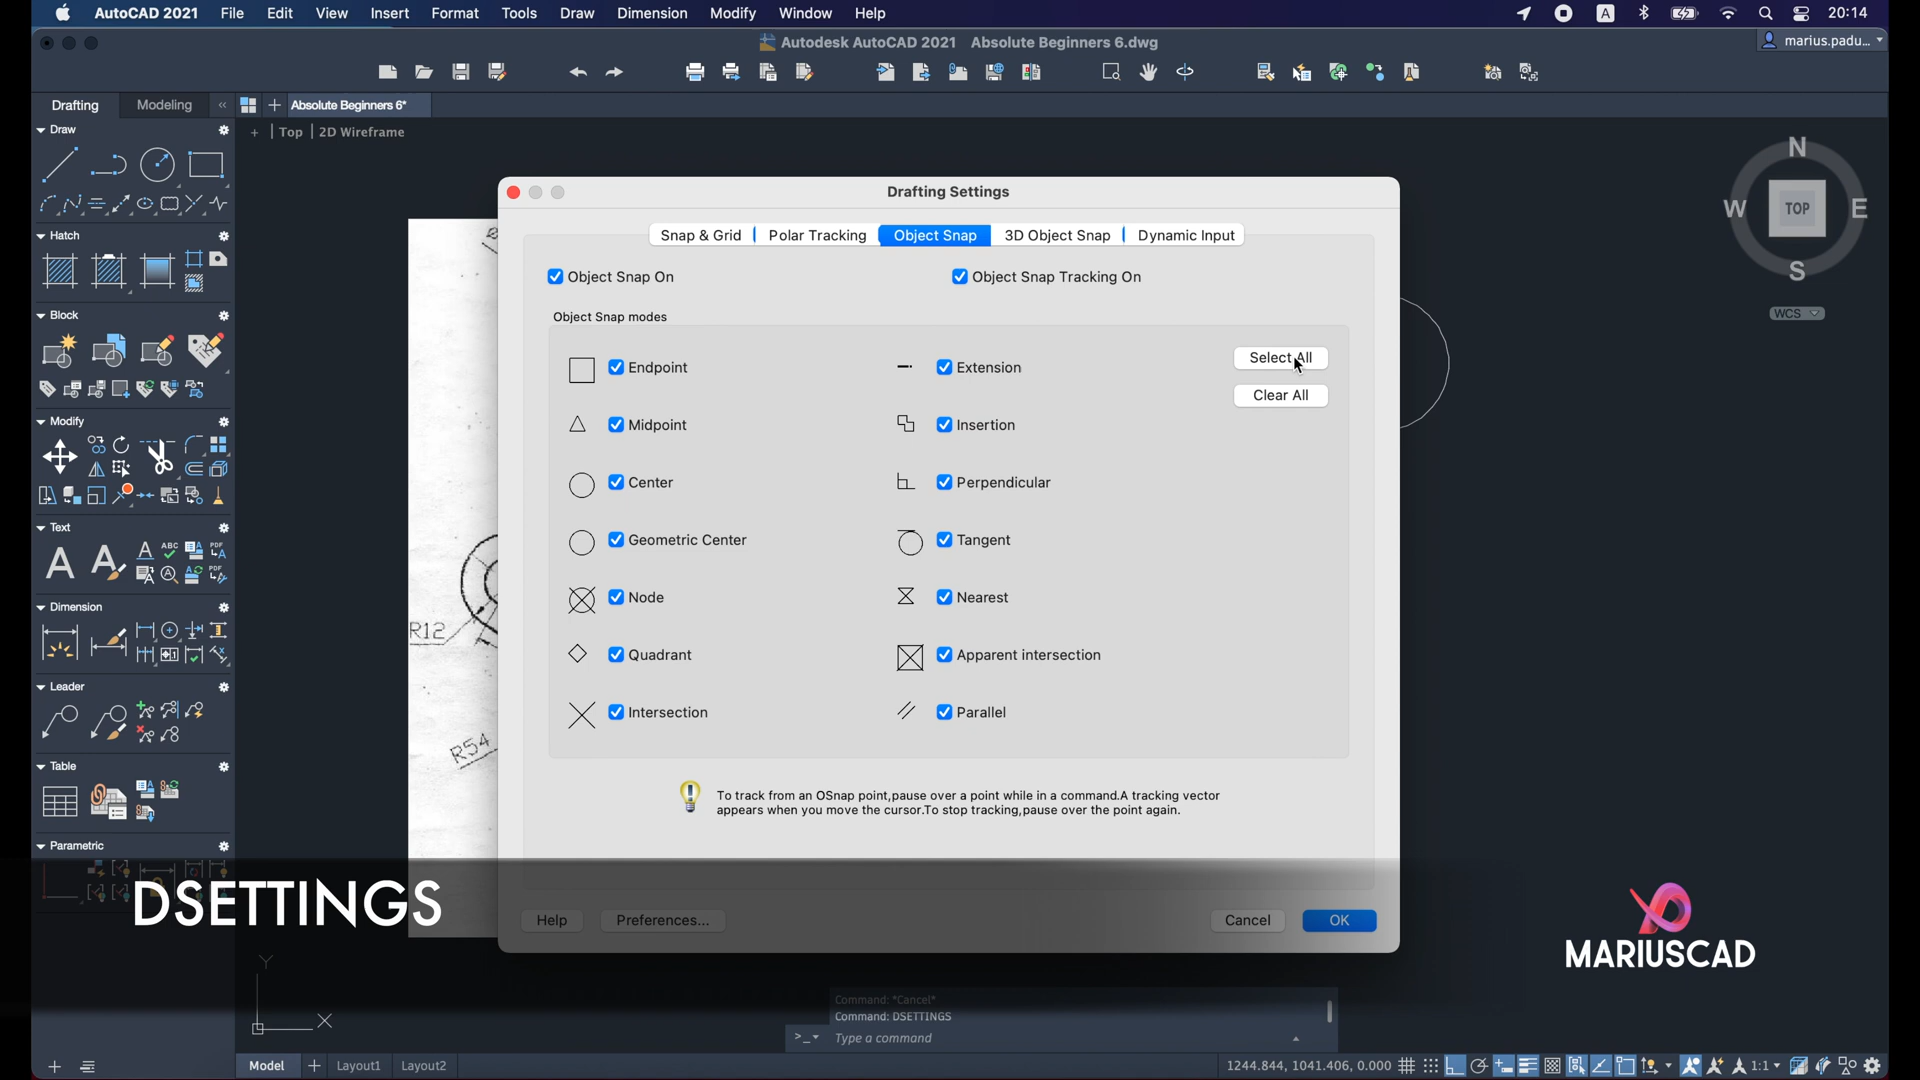 AutoCAD 2021 File Edit View Insert Format Tools Draw Dimension Modify Window Help A 20:14
Autodesk AutoCAD 2021 Absolute Beginners 6.dwg
marius.padu...
Drafting Modeling « Absolute Beginners 6*
+ | Top | 2D Wireframe
Draw
Hatch
Block
Modify
Text
A A A ABC PDF
PDF
Dimension
Leader
Table
Parametric
N
W TOP E
S
WCS
R12
R54
Drafting Settings
Snap & Grid Polar Tracking Object Snap 3D Object Snap Dynamic Input
Object Snap On Object Snap Tracking On
Object Snap modes
Endpoint Extension Select All
Clear All
Midpoint Insertion
Center Perpendicular
Geometric Center Tangent
Node Nearest
Quadrant Apparent intersection
Intersection Parallel
To track from an OSnap point,pause over a point while in a command.A tracking vector
appears when you move the cursor.To stop tracking,pause over the point again.
Help Preferences... Cancel OK
DSETTINGS
MARIUSCAD
Y
X
Command: *Cancel*
Command: DSETTINGS
>_ Type a command
Model + Layout1 Layout2 1244.844, 1041.406, 0.000 1:1